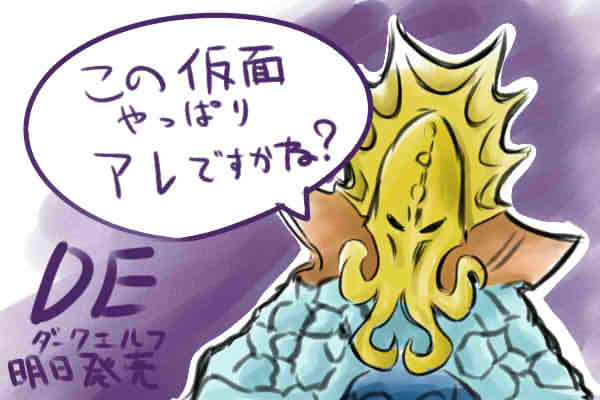 この仮面
やっぱり
アレですかね?
DE
ダークエルフ
明日発売